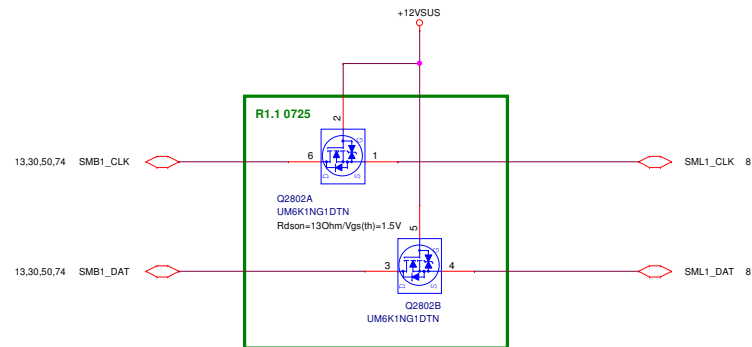 +12VSUS
R1.1 0725
2
G
13,30,50,74 SMB1_CLK 6 1 SML1_CLK 8
D S
Q2802A
UM6K1NG1DTN
Rdson=13Ohm/Vgs(th)=1.5V
5
G
13,30,50,74 SMB1_DAT 3 4 SML1_DAT 8
D S
Q2802B
UM6K1NG1DTN